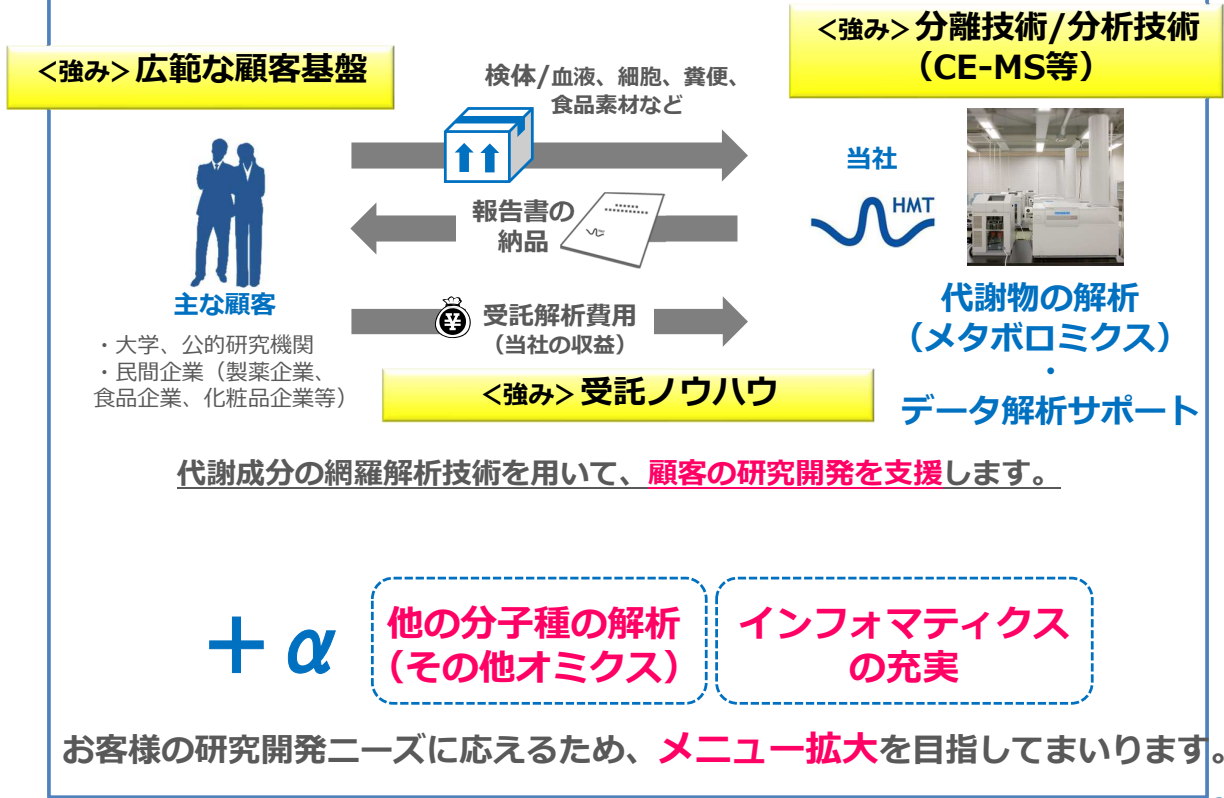 <強み> 広範な顧客基盤
<強み> 分離技術/分析技術
（CE-MS等）
検体/血液、細胞、糞便、
食品素材など
報告書の
納品
当社
HMT
主な顧客
・大学、公的研究機関
・民間企業（製薬企業、
食品企業、化粧品企業等）
¥
受託解析費用
（当社の収益）
代謝物の解析
（メタボロミクス）
・
データ解析サポート
<強み> 受託ノウハウ
代謝成分の網羅解析技術を用いて、顧客の研究開発を支援します。
＋α
他の分子種の解析
（その他オミクス）
インフォマティクス
の充実
お客様の研究開発ニーズに応えるため、メニュー拡大を目指してまいります。